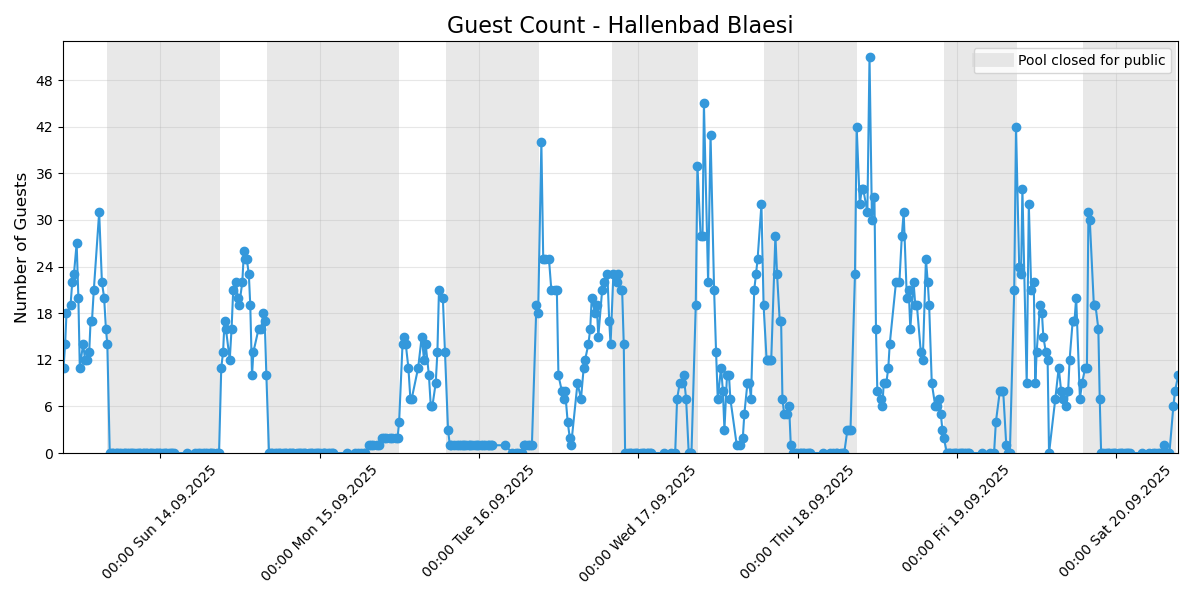 Guest Count - Hallenbad Blaesi
Pool closed for public
Number of Guests
48
42
36
30
24
18
12
6
0
00:00 Sun 14.09.2025
00:00 Mon 15.09.2025
00:00 Tue 16.09.2025
00:00 Wed 17.09.2025
00:00 Thu 18.09.2025
00:00 Fri 19.09.2025
00:00 Sat 20.09.2025